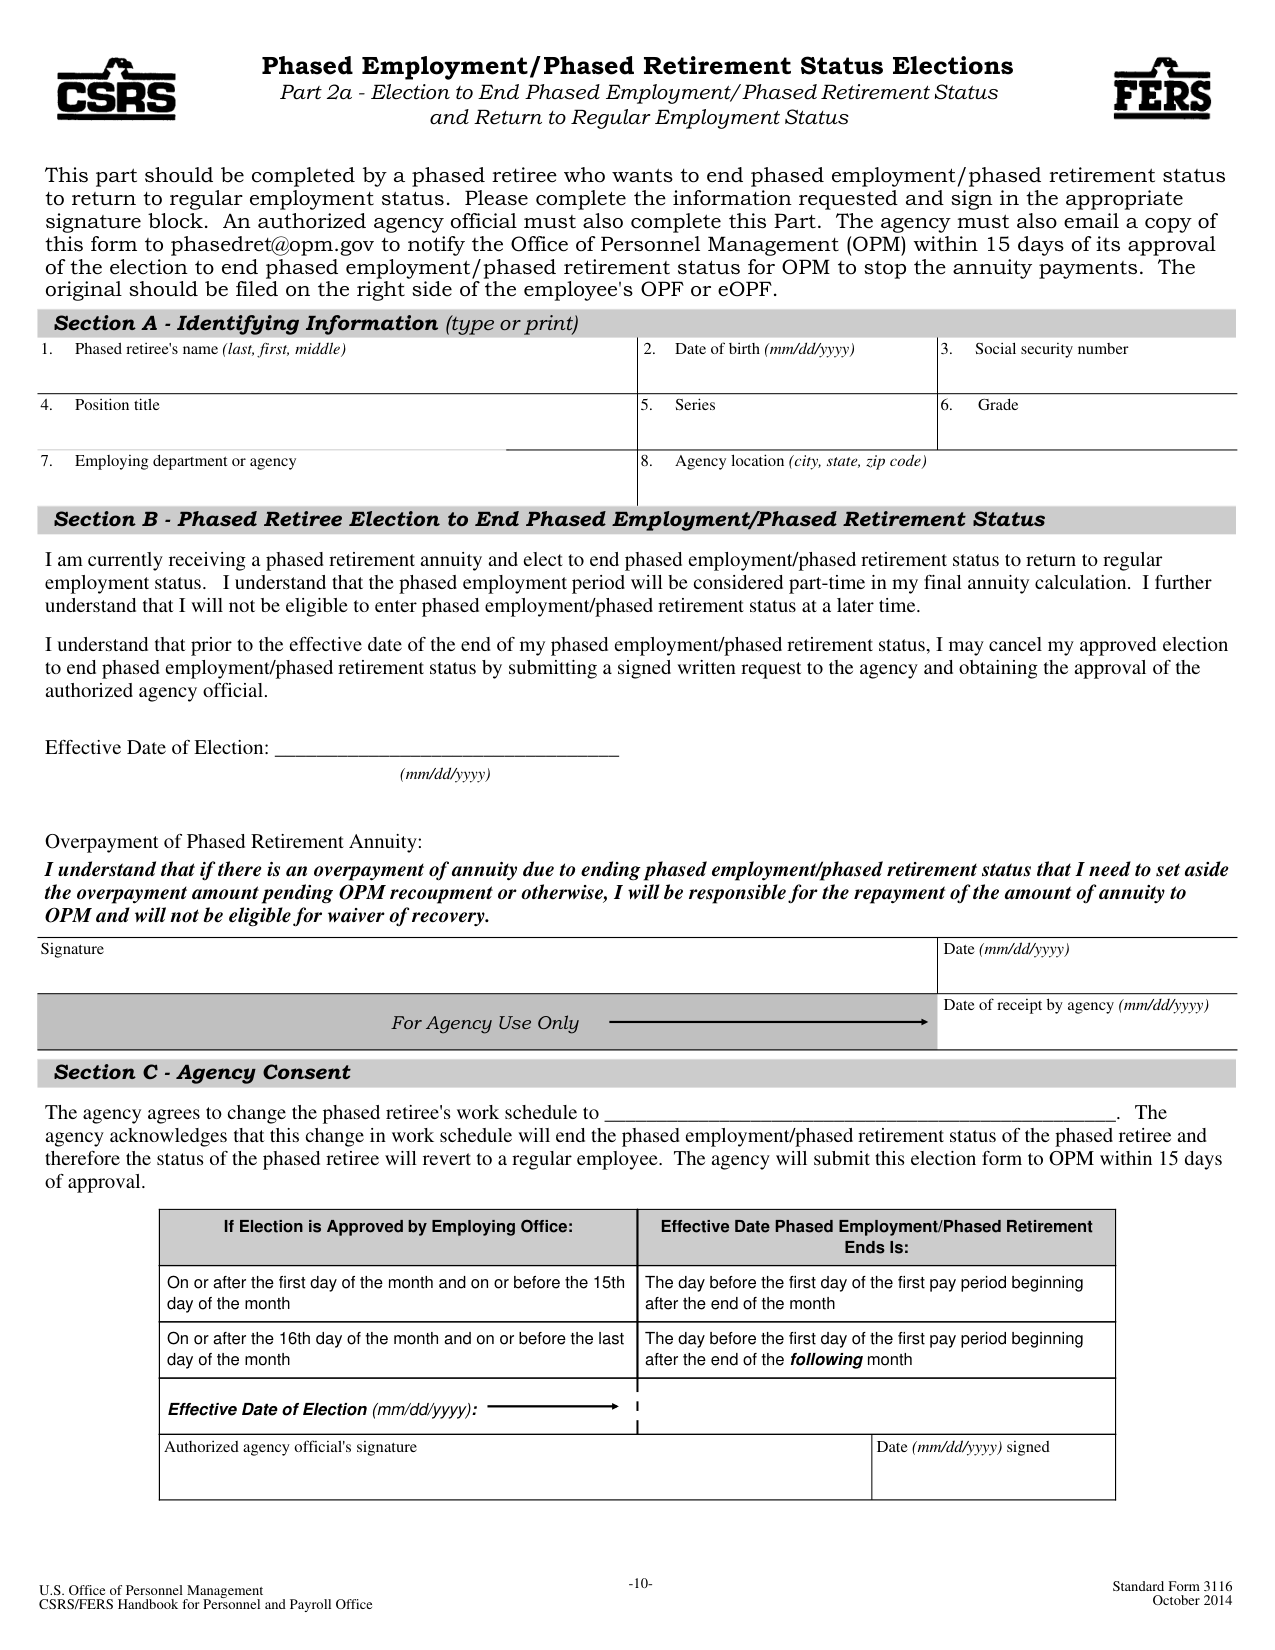 CSRS
Phased Employment/Phased Retirement Status Elections
Part 2a - Election to End Phased Employment/Phased Retirement Status
and Return to Regular Employment Status
FERS
This part should be completed by a phased retiree who wants to end phased employment/phased retirement status
to return to regular employment status.  Please complete the information requested and sign in the appropriate
signature block.  An authorized agency official must also complete this Part.  The agency must also email a copy of
this form to phasedret@opm.gov to notify the Office of Personnel Management (OPM) within 15 days of its approval
of the election to end phased employment/phased retirement status for OPM to stop the annuity payments.  The
original should be filed on the right side of the employee's OPF or eOPF.
Section A - Identifying Information (type or print)
1. Phased retiree's name (last, first, middle)
2. Date of birth (mm/dd/yyyy)
3. Social security number
4. Position title
5. Series
6. Grade
7. Employing department or agency
8. Agency location (city, state, zip code)
Section B - Phased Retiree Election to End Phased Employment/Phased Retirement Status
I am currently receiving a phased retirement annuity and elect to end phased employment/phased retirement status to return to regular
employment status.   I understand that the phased employment period will be considered part-time in my final annuity calculation.  I further
understand that I will not be eligible to enter phased employment/phased retirement status at a later time.
I understand that prior to the effective date of the end of my phased employment/phased retirement status, I may cancel my approved election
to end phased employment/phased retirement status by submitting a signed written request to the agency and obtaining the approval of the
authorized agency official.
Effective Date of Election: _________________________________
(mm/dd/yyyy)
Overpayment of Phased Retirement Annuity:
I understand that if there is an overpayment of annuity due to ending phased employment/phased retirement status that I need to set aside
the overpayment amount pending OPM recoupment or otherwise, I will be responsible for the repayment of the amount of annuity to
OPM and will not be eligible for waiver of recovery.
Signature
Date (mm/dd/yyyy)
For Agency Use Only
Date of receipt by agency (mm/dd/yyyy)
Section C - Agency Consent
The agency agrees to change the phased retiree's work schedule to _________________________________________________.   The
agency acknowledges that this change in work schedule will end the phased employment/phased retirement status of the phased retiree and
therefore the status of the phased retiree will revert to a regular employee.  The agency will submit this election form to OPM within 15 days
of approval.
If Election is Approved by Employing Office:
Effective Date Phased Employment/Phased Retirement
Ends Is:
On or after the first day of the month and on or before the 15th
day of the month
The day before the first day of the first pay period beginning
after the end of the month
On or after the 16th day of the month and on or before the last
day of the month
The day before the first day of the first pay period beginning
after the end of the following month
Effective Date of Election (mm/dd/yyyy):
Authorized agency official's signature
Date (mm/dd/yyyy) signed
U.S. Office of Personnel Management
CSRS/FERS Handbook for Personnel and Payroll Office
-10-
Standard Form 3116
October 2014